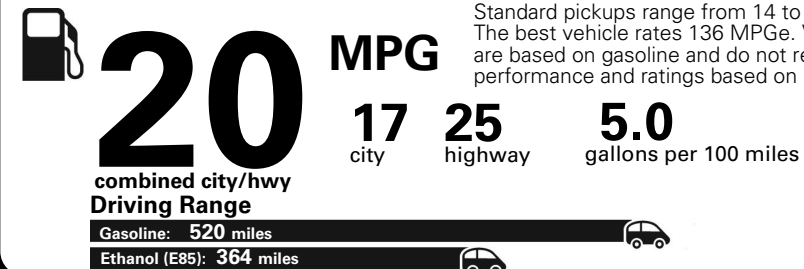 Standard pickups range from 14 to
The best vehicle rates 136 MPGe.
are based on gasoline and do not
performance and ratings based on
20 MPG
17 25 5.0
city highway gallons per 100 miles
combined city/hwy
Driving Range
Gasoline: 520 miles
Ethanol (E85): 364 miles